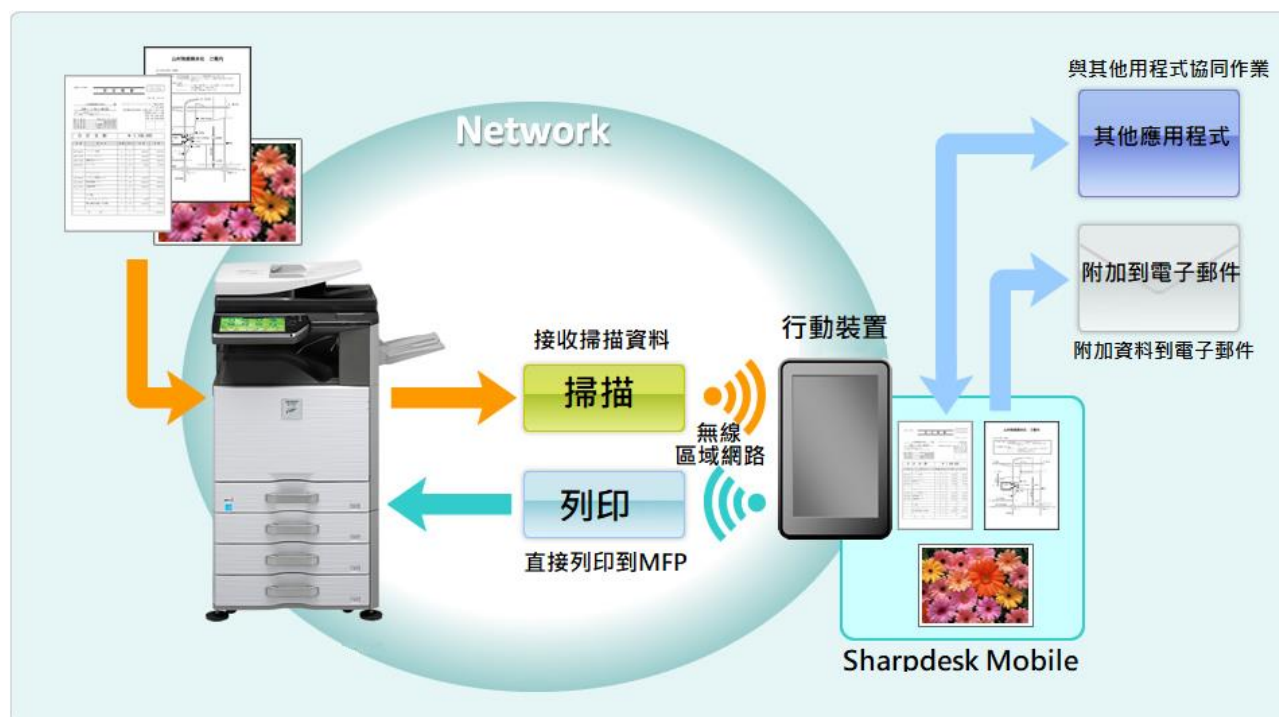 與其他用程式協同作業
其他應用程式
Network
附加到電子郵件
附加資料到電子郵件
行動裝置
接收掃描資料
掃描
無線
區域網路
列印
直接列印到MFP
Sharpdesk Mobile